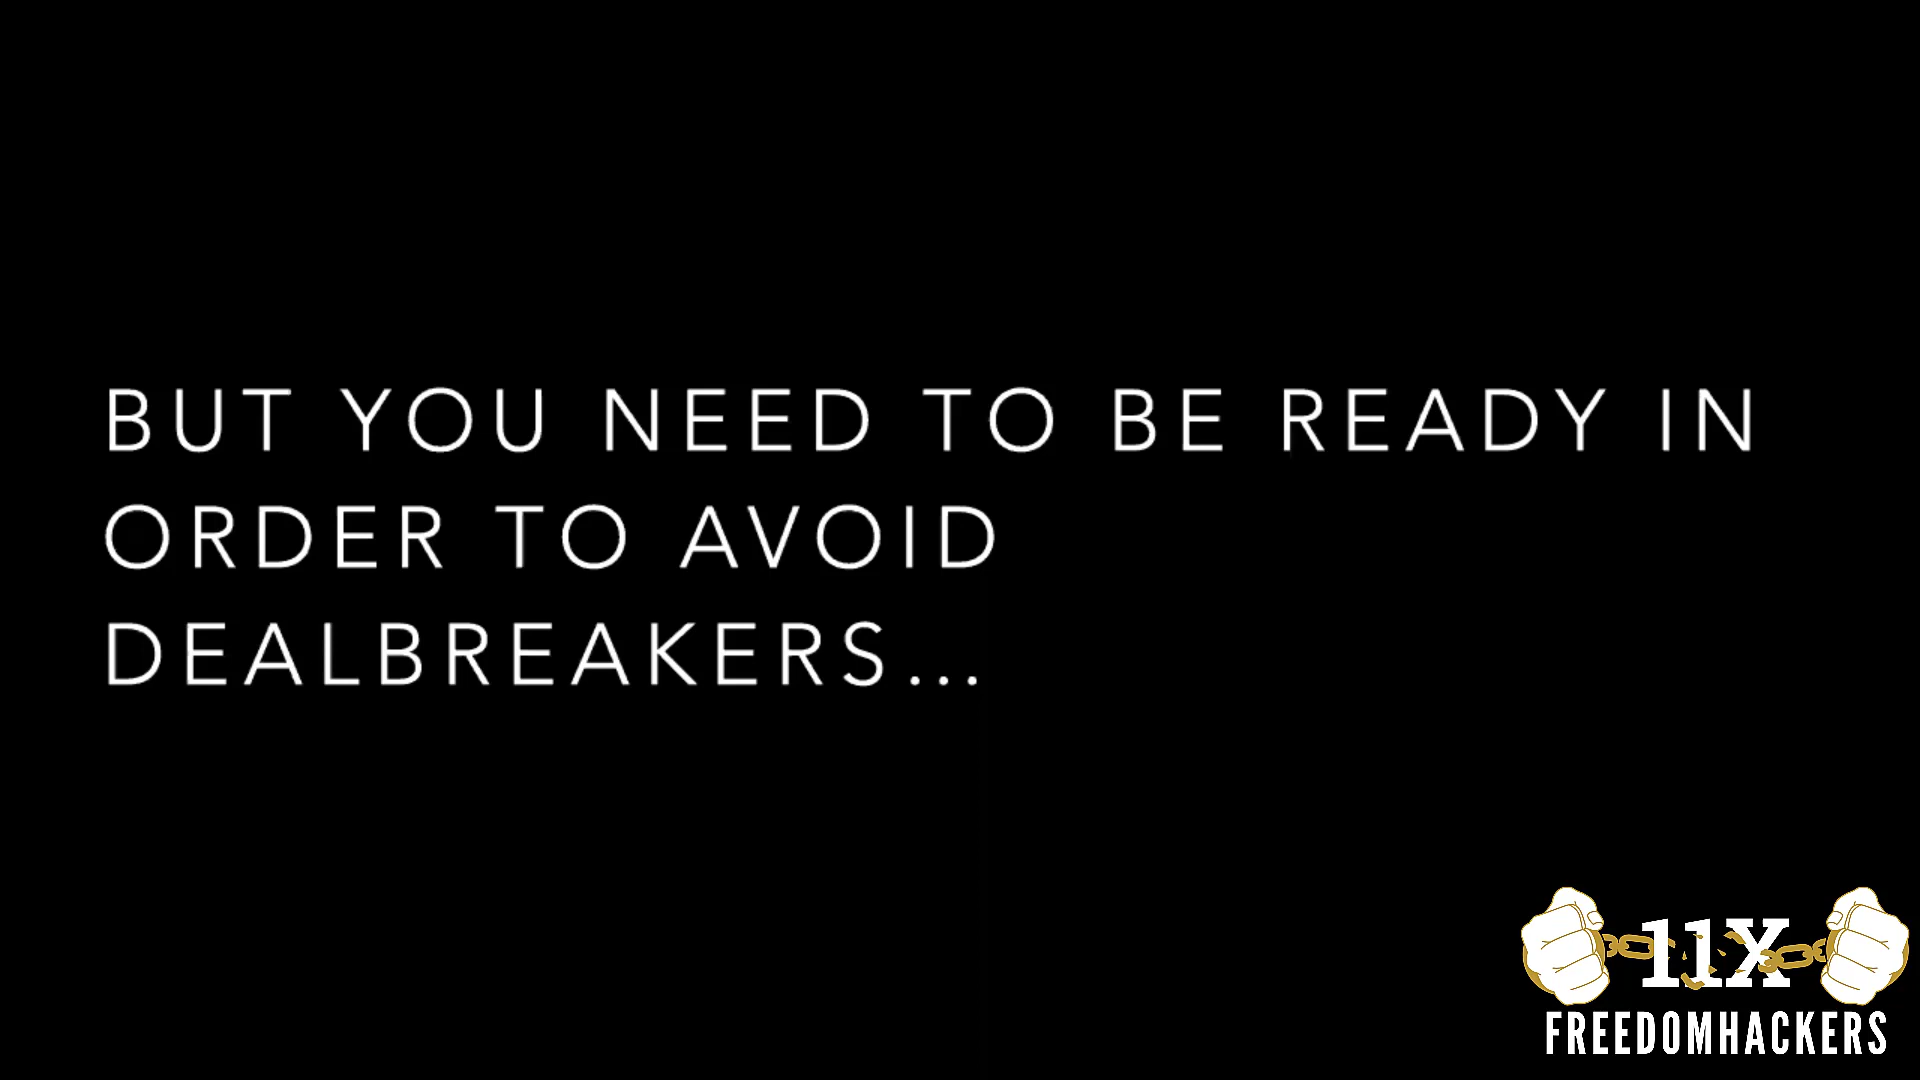 BUT YOU NEED TO BE READY IN
ORDER TO AVOID
DEALBREAKERS...
11X
FREEDOMHACKERS